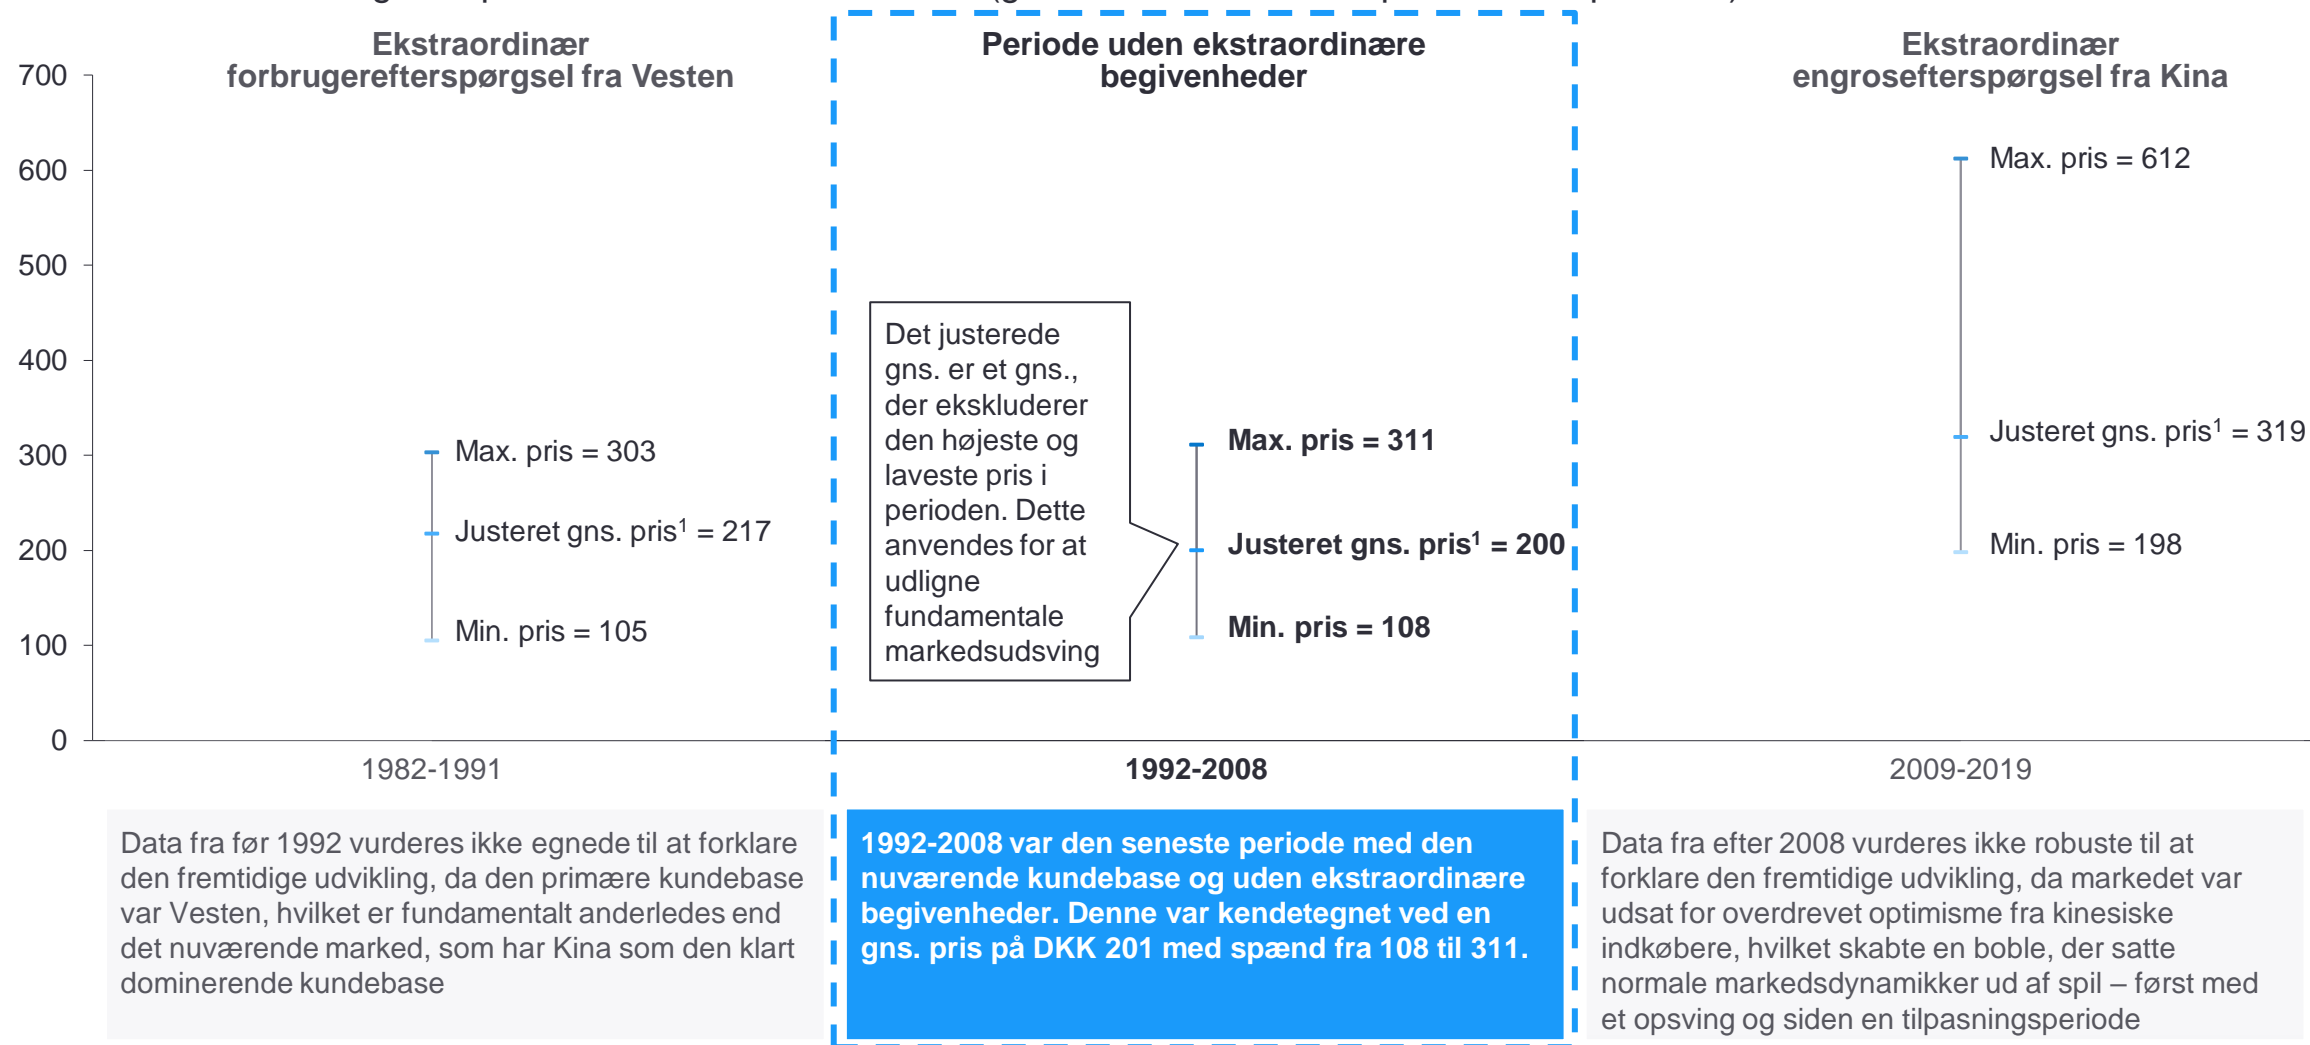 Ekstraordinær
forbrugerefterspørgsel fra Vesten
Periode uden ekstraordinære
begivenheder
Ekstraordinær
engrosefterspørgsel fra Kina
700
600
500
400
300
200
100
0
Max. pris = 303
Justeret gns. pris¹ = 217
Min. pris = 105
Det justerede
gns. er et gns.,
der ekskluderer
den højeste og
laveste pris i
perioden. Dette
anvendes for at
udligne
fundamentale
markedsudsving
Max. pris = 311
Justeret gns. pris¹ = 200
Min. pris = 108
Max. pris = 612
Justeret gns. pris¹ = 319
Min. pris = 198
1982-1991
1992-2008
2009-2019
Data fra før 1992 vurderes ikke egnede til at forklare
den fremtidige udvikling, da den primære kundebase
var Vesten, hvilket er fundamentalt anderledes end
det nuværende marked, som har Kina som den klart
dominerende kundebase
1992-2008 var den seneste periode med den
nuværende kundebase og uden ekstraordinære
begivenheder. Denne var kendetegnet ved en
gns. pris på DKK 201 med spænd fra 108 til 311.
Data fra efter 2008 vurderes ikke robuste til at
forklare den fremtidige udvikling, da markedet var
udsat for overdrevet optimisme fra kinesiske
indkøbere, hvilket skabte en boble, der satte
normale markedsdynamikker ud af spil – først med
et opsving og siden en tilpasningsperiode